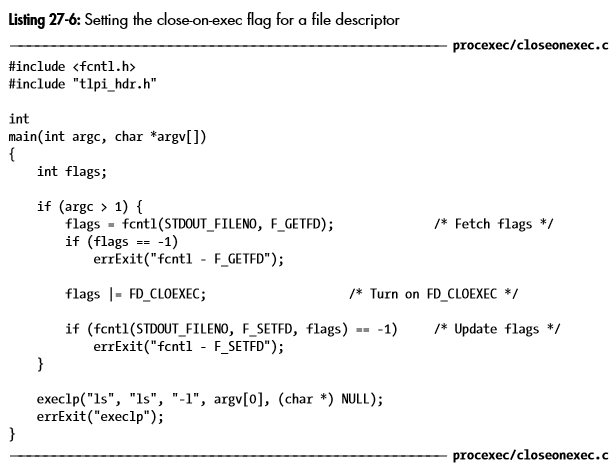 Listing 27-6: Setting the close-on-exec flag for a file descriptor
procexec/closeonexec.c
#include <fcntl.h>
#include "tlpi_hdr.h"

int
main(int argc, char *argv[])
{
    int flags;

    if (argc > 1) {
        flags = fcntl(STDOUT_FILENO, F_GETFD);              /* Fetch flags */
        if (flags == -1)
            errExit("fcntl - F_GETFD");

        flags |= FD_CLOEXEC;                    /* Turn on FD_CLOEXEC */

        if (fcntl(STDOUT_FILENO, F_SETFD, flags) == -1)     /* Update flags */
            errExit("fcntl - F_SETFD");
    }

    execlp("ls", "ls", "-l", argv[0], (char *) NULL);
    errExit("execlp");
}
procexec/closeonexec.c